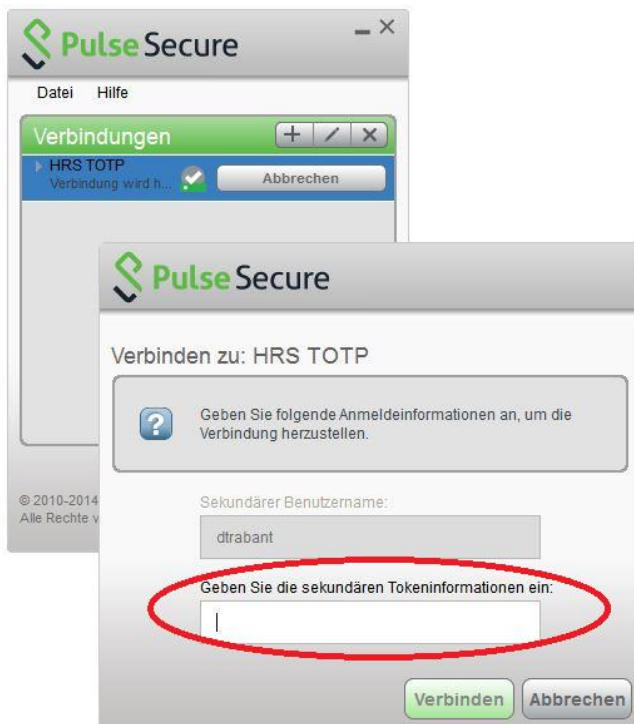 Pulse Secure
Datei Hilfe
Verbindungen
HRS TOTP
Verbindung wird h... Abbrechen
© 2010-2014
Alle Rechte
Pulse Secure
Verbinden zu: HRS TOTP
Geben Sie folgende Anmeldeinformationen an, um die
Verbindung herzustellen.
Sekundärer Benutzername:
dtrabant
Geben Sie die sekundären Tokeninformationen ein:
Verbinden Abbrechen